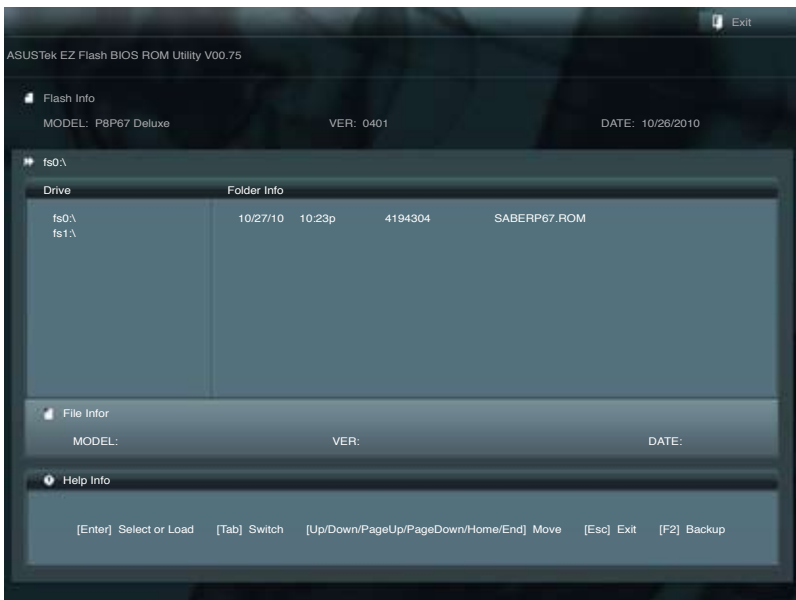 Exit
ASUSTek EZ Flash BIOS ROM Utility V00.75
Flash Info
MODEL: P8P67 Deluxe VER: 0401 DATE: 10/26/2010
fs0:\
Drive Folder Info
fs0:\ 10/27/10 10:23p 4194304 SABERP67.ROM
fs1:\
File Infor
MODEL: VER: DATE:
Help Info
[Enter] Select or Load [Tab] Switch [Up/Down/PageUp/PageDown/Home/End] Move [Esc] Exit [F2] Backup